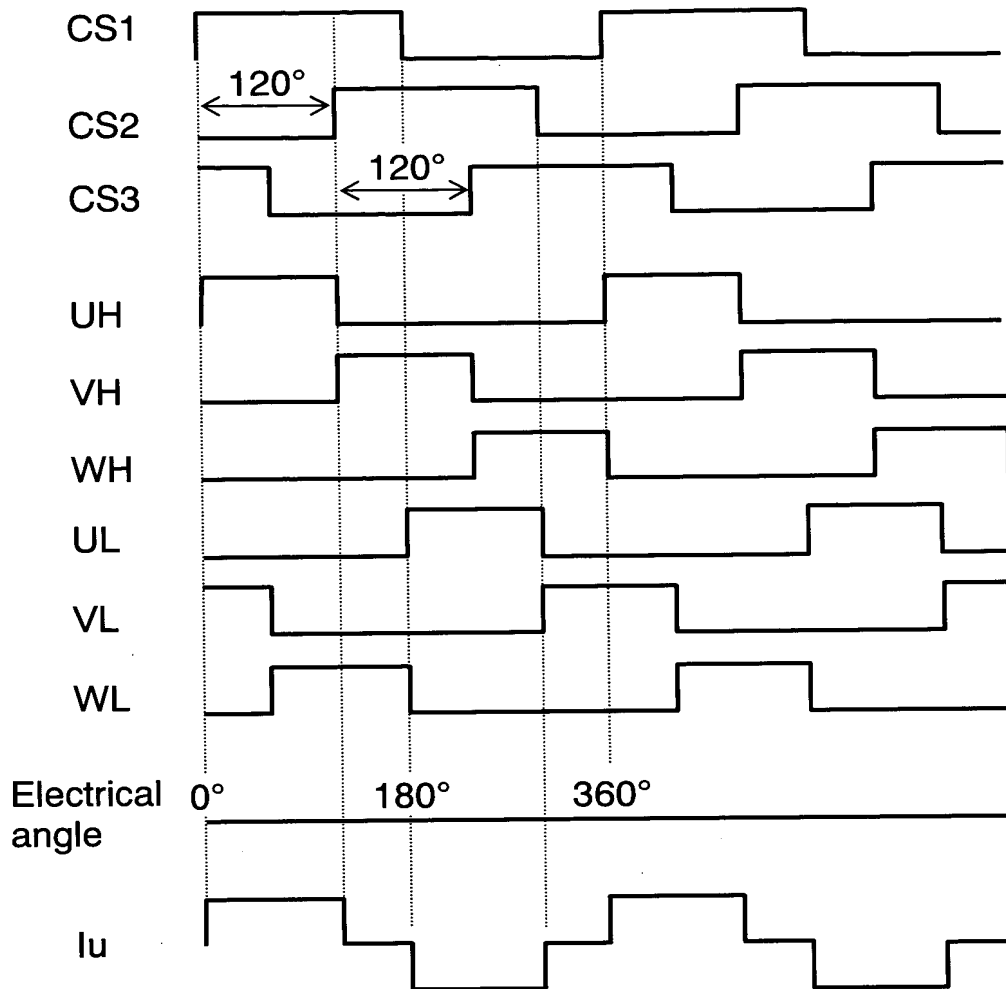 CS1
120°
CS2
120°
CS3
UH
VH
WH
UL
VL
WL
Electrical
angle
0° 180° 360°
Iu